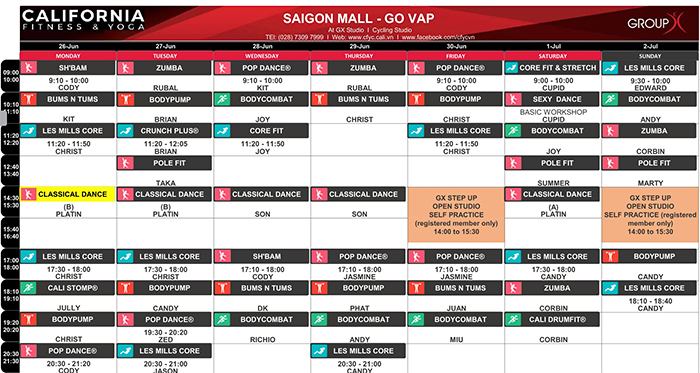 CALIFORNIA
FITNESS & YOGA
SAIGON MALL - GO VAP
At GX Studio | Cycling Studio
TEl: (028) 7309 7999 | Web: www.cfyc.cali.vn | www.facebook.com/cfycvn
GROUP X
26-Jun 27-Jun 28-Jun 29-Jun 30-Jun 1-Jul 2-Jul
MONDAY TUESDAY WEDNESDAY THURSDAY FRIDAY SATURDAY SUNDAY
09:00
10:00
SH'BAM ZUMBA POP DANCE® ZUMBA POP DANCE® CORE FIT & STRETCH LES MILLS CORE
9:10 - 10:00 9:10 - 10:00 9:10 - 10:00 9:00 - 10:00 9:30 - 10:00
CODY RUBAL KIT RUBAL CODY CUPID EDWARD
10:10
11:10
BUMS N TUMS BODYPUMP BODYCOMBAT BUMS N TUMS BODYPUMP SEXY DANCE BODYCOMBAT
BASIC WORKSHOP
KIT BRIAN JOY CHRIST CHRIST CUPID ANDY
11:20
12:20
LES MILLS CORE CRUNCH PLUS® CORE FIT LES MILLS CORE BODYCOMBAT ZUMBA
11:20 - 11:50 11:20 - 12:05 11:20 - 11:50 11:20 - 11:50
CHRIST BRIAN JOY CHRIST JOY CORBIN
12:40
13:40
POLE FIT POLE FIT POLE FIT
TAKA SUMMER MARTY
14:30
15:30
CLASSICAL DANCE CLASSICAL DANCE CLASSICAL DANCE CLASSICAL DANCE CLASSICAL DANCE
(B) (B) (A)
PLATIN PLATIN SON SON PLATIN
GX STEP UP GX STEP UP
OPEN STUDIO OPEN STUDIO
SELF PRACTICE SELF PRACTICE
(registered member only) (registered member only)
14:00 to 15:30 14:00 to 15:30
15:40
16:40
17:00
18:00
LES MILLS CORE LES MILLS CORE SH'BAM POP DANCE® POP DANCE® LES MILLS CORE BODYPUMP
17:30 - 18:00 17:30 - 18:00 17:10 - 18:00 17:10 - 18:00 17:10 - 18:00 17:30 - 18:00
CHRIST CHRIST CODY JASMINE JASMINE CANDY CANDY
18:10
19:10
CALI STOMP® BODYPUMP BUMS N TUMS BODYPUMP BUMS N TUMS ZUMBA LES MILLS CORE
18:10 - 18:40
JULLY CANDY DK PHAT JUAN CORBIN CANDY
19:20
20:20
BODYPUMP POP DANCE® BODYCOMBAT BODYCOMBAT BODYCOMBAT CALI DRUMFIT®
19:30 - 20:20
CHRIST ZED RICHIO ANDY MIU CORBIN
20:30
21:30
POP DANCE® LES MILLS CORE LES MILLS CORE
20:30 - 21:20 20:30 - 21:00 20:30 - 21:00
CODY JASON CANDY